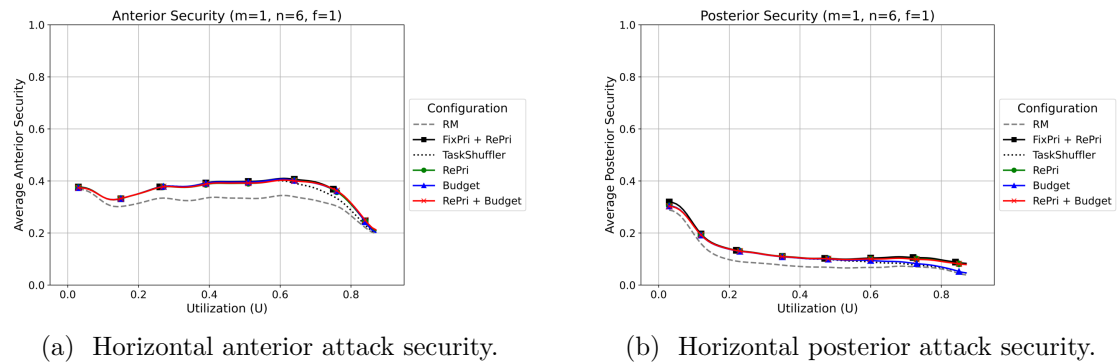 Anterior Security (m=1, n=6, f=1)
Average Anterior Security
1.0
0.8
0.6
0.4
0.2
0.0
0.0 0.2 0.4 0.6 0.8
Utilization (U)
Configuration
RM
FixPri + RePri
TaskShuffler
RePri
Budget
RePri + Budget
(a) Horizontal anterior attack security.
Posterior Security (m=1, n=6, f=1)
Average Posterior Security
1.0
0.8
0.6
0.4
0.2
0.0
0.0 0.2 0.4 0.6 0.8
Utilization (U)
Configuration
RM
FixPri + RePri
TaskShuffler
RePri
Budget
RePri + Budget
(b) Horizontal posterior attack security.